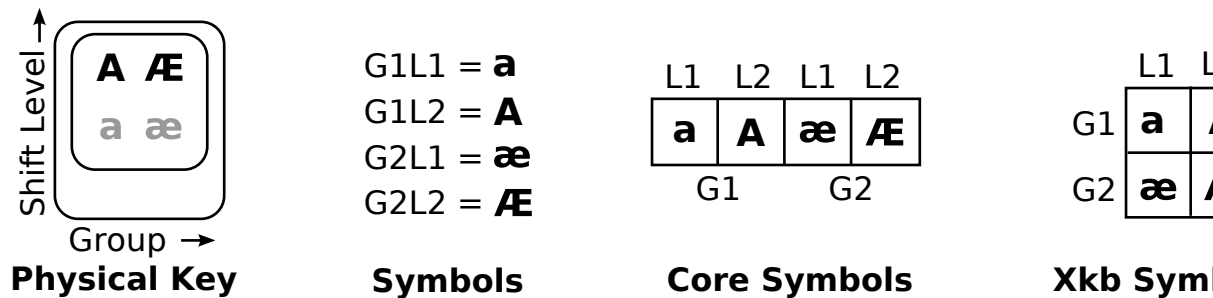 Shift Level
A Æ
a æ
Group
Physical Key
G1L1 = a
G1L2 = A
G2L1 = æ
G2L2 = Æ
Symbols
L1 L2 L1 L2
a A æ Æ
G1 G2
Core Symbols
L1
G1 a
G2 æ
Xkb